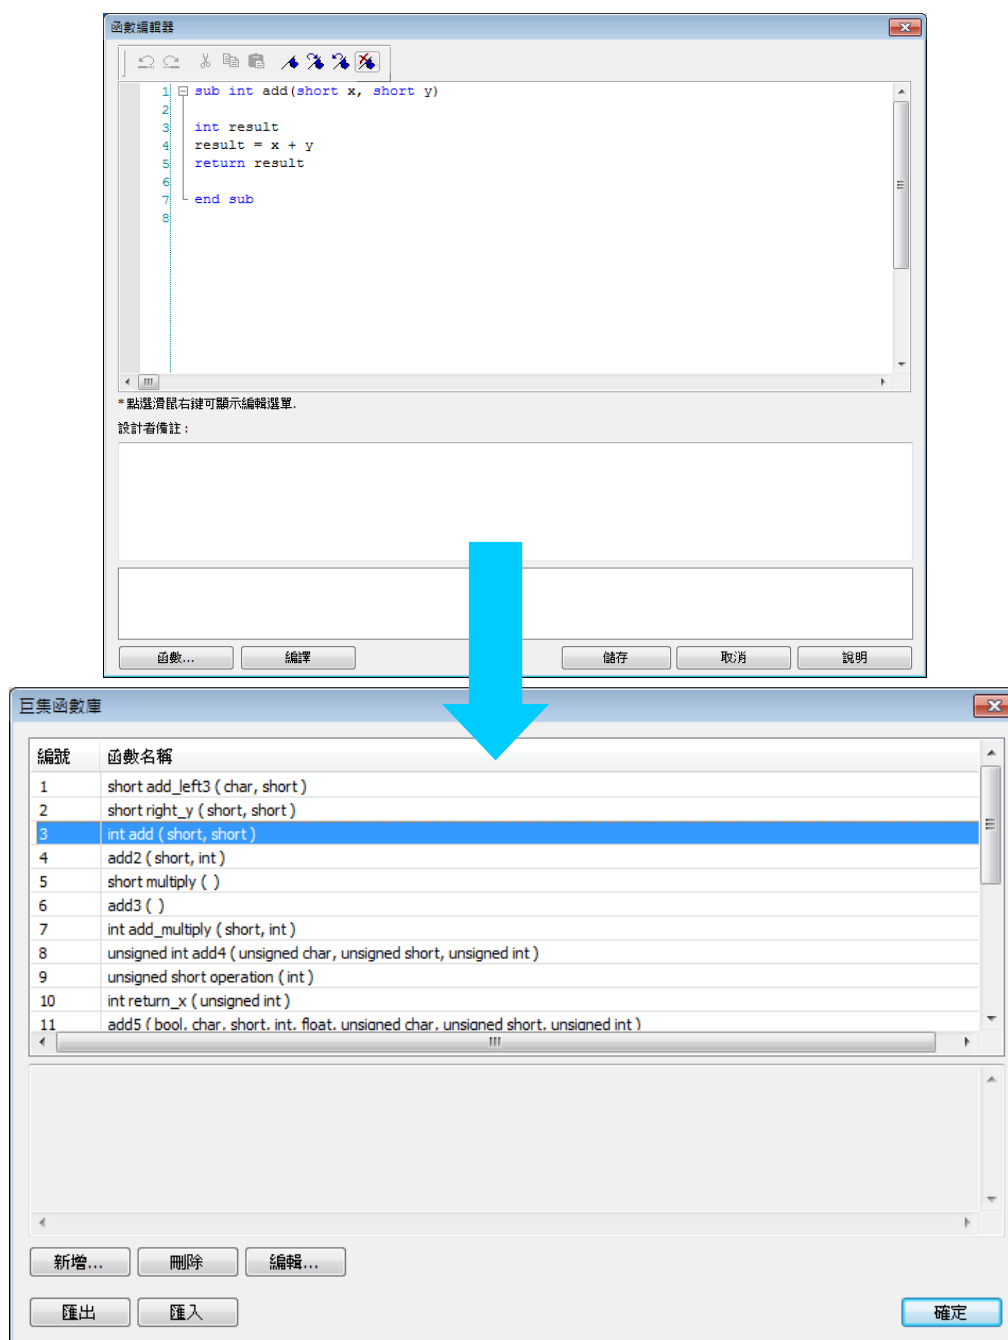 函數編輯器
1 sub int add(short x, short y)
2
3 int result
4 result = x + y
5 return result
6
7 end sub
8
*點選滑鼠右鍵可顯示編輯選單.
設計者備註：
函數... 編譯 儲存 取消 說明
巨集函數庫
編號 函數名稱
1 short add_left3 ( char, short )
2 short right_y ( short, short )
3 int add ( short, short )
4 add2 ( short, int )
5 short multiply ( )
6 add3 ( )
7 int add_multiply ( short, int )
8 unsigned int add4 ( unsigned char, unsigned short, unsigned int )
9 unsigned short operation ( int )
10 int return_x ( unsigned int )
11 add5 ( bool, char, short, int, float, unsigned char, unsigned short, unsigned int )
新增... 刪除 編輯...
匯出 匯入 確定